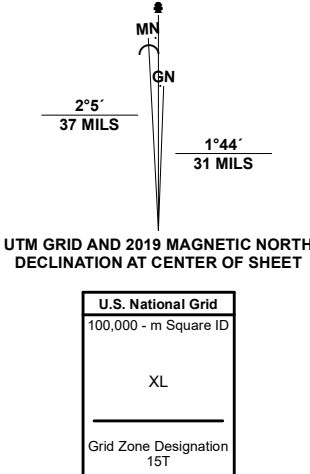 MN
GN
2°5´
37 MILS
1°44´
31 MILS
UTM GRID AND 2019 MAGNETIC NORTH
DECLINATION AT CENTER OF SHEET
U.S. National Grid
100,000 - m Square ID
XL
Grid Zone Designation
15T